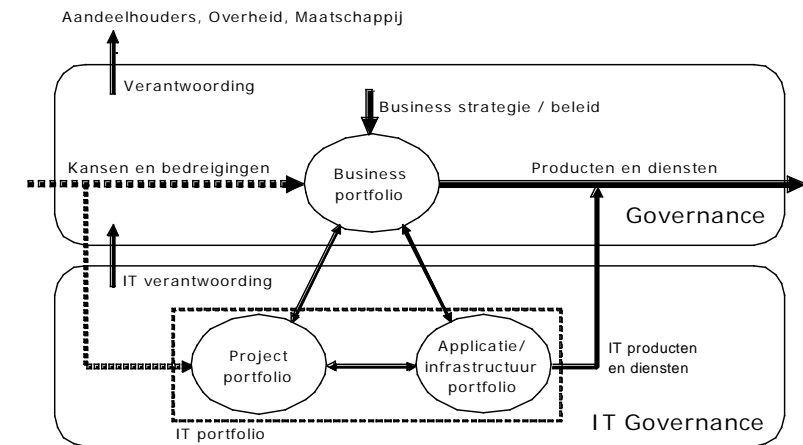 Aandeelhouders, Overheid, Maatschappij
Verantwoording
Business strategie / beleid
Kansen en bedreigingen
Business
portfolio
Producten en diensten
Governance
IT verantwoording
Project
portfolio
Applicatie/
infrastructuur
portfolio
IT producten
en diensten
IT Governance
IT portfolio